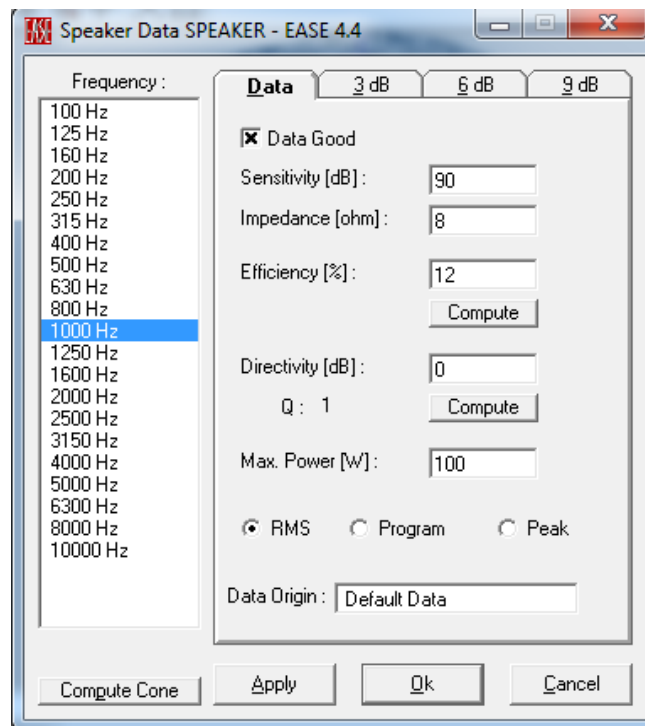 EASE Speaker Data SPEAKER - EASE 4.4
Frequency :
100 Hz
125 Hz
160 Hz
200 Hz
250 Hz
315 Hz
400 Hz
500 Hz
630 Hz
800 Hz
1000 Hz
1250 Hz
1600 Hz
2000 Hz
2500 Hz
3150 Hz
4000 Hz
5000 Hz
6300 Hz
8000 Hz
10000 Hz
Compute Cone
Data 3 dB 6 dB 9 dB
Data Good
Sensitivity [dB] : 90
Impedance [ohm] : 8
Efficiency [%] : 12
Compute
Directivity [dB] : 0
Q : 1 Compute
Max. Power [W] : 100
RMS Program Peak
Data Origin : Default Data
Apply Ok Cancel